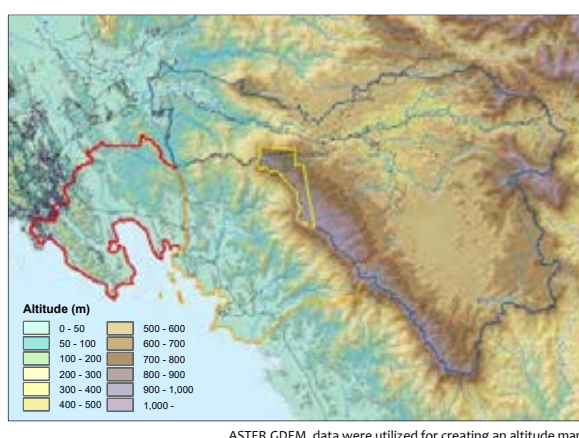 Altitude (m)
0 - 50
50 - 100
100 - 200
200 - 300
300 - 400
400 - 500
500 - 600
600 - 700
700 - 800
800 - 900
900 - 1,000
1,000 -
ASTER GDEM data were utilized for creating an altitude map